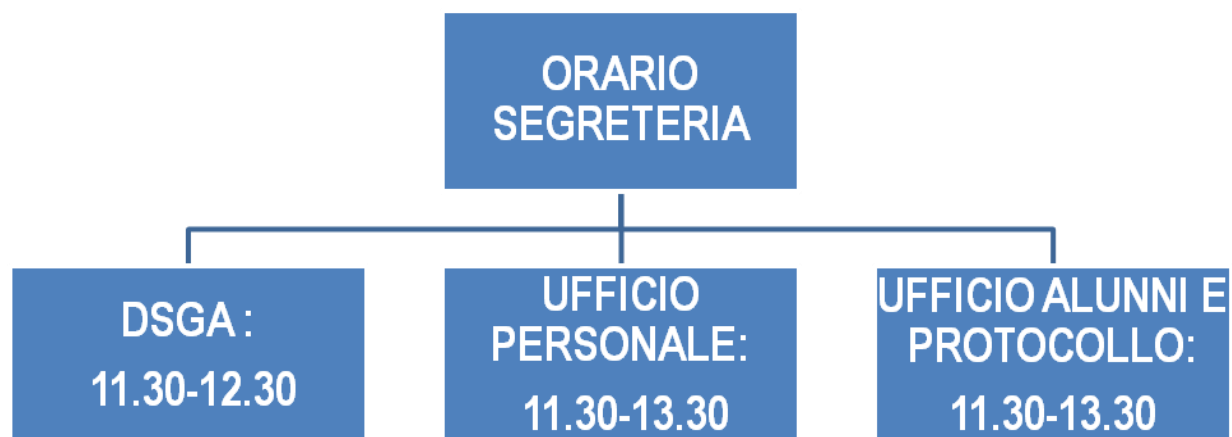 ORARIO
SEGRETERIA
DSGA :
11.30-12.30
UFFICIO
PERSONALE:
11.30-13.30
UFFICIO ALUNNI E
PROTOCOLLO:
11.30-13.30